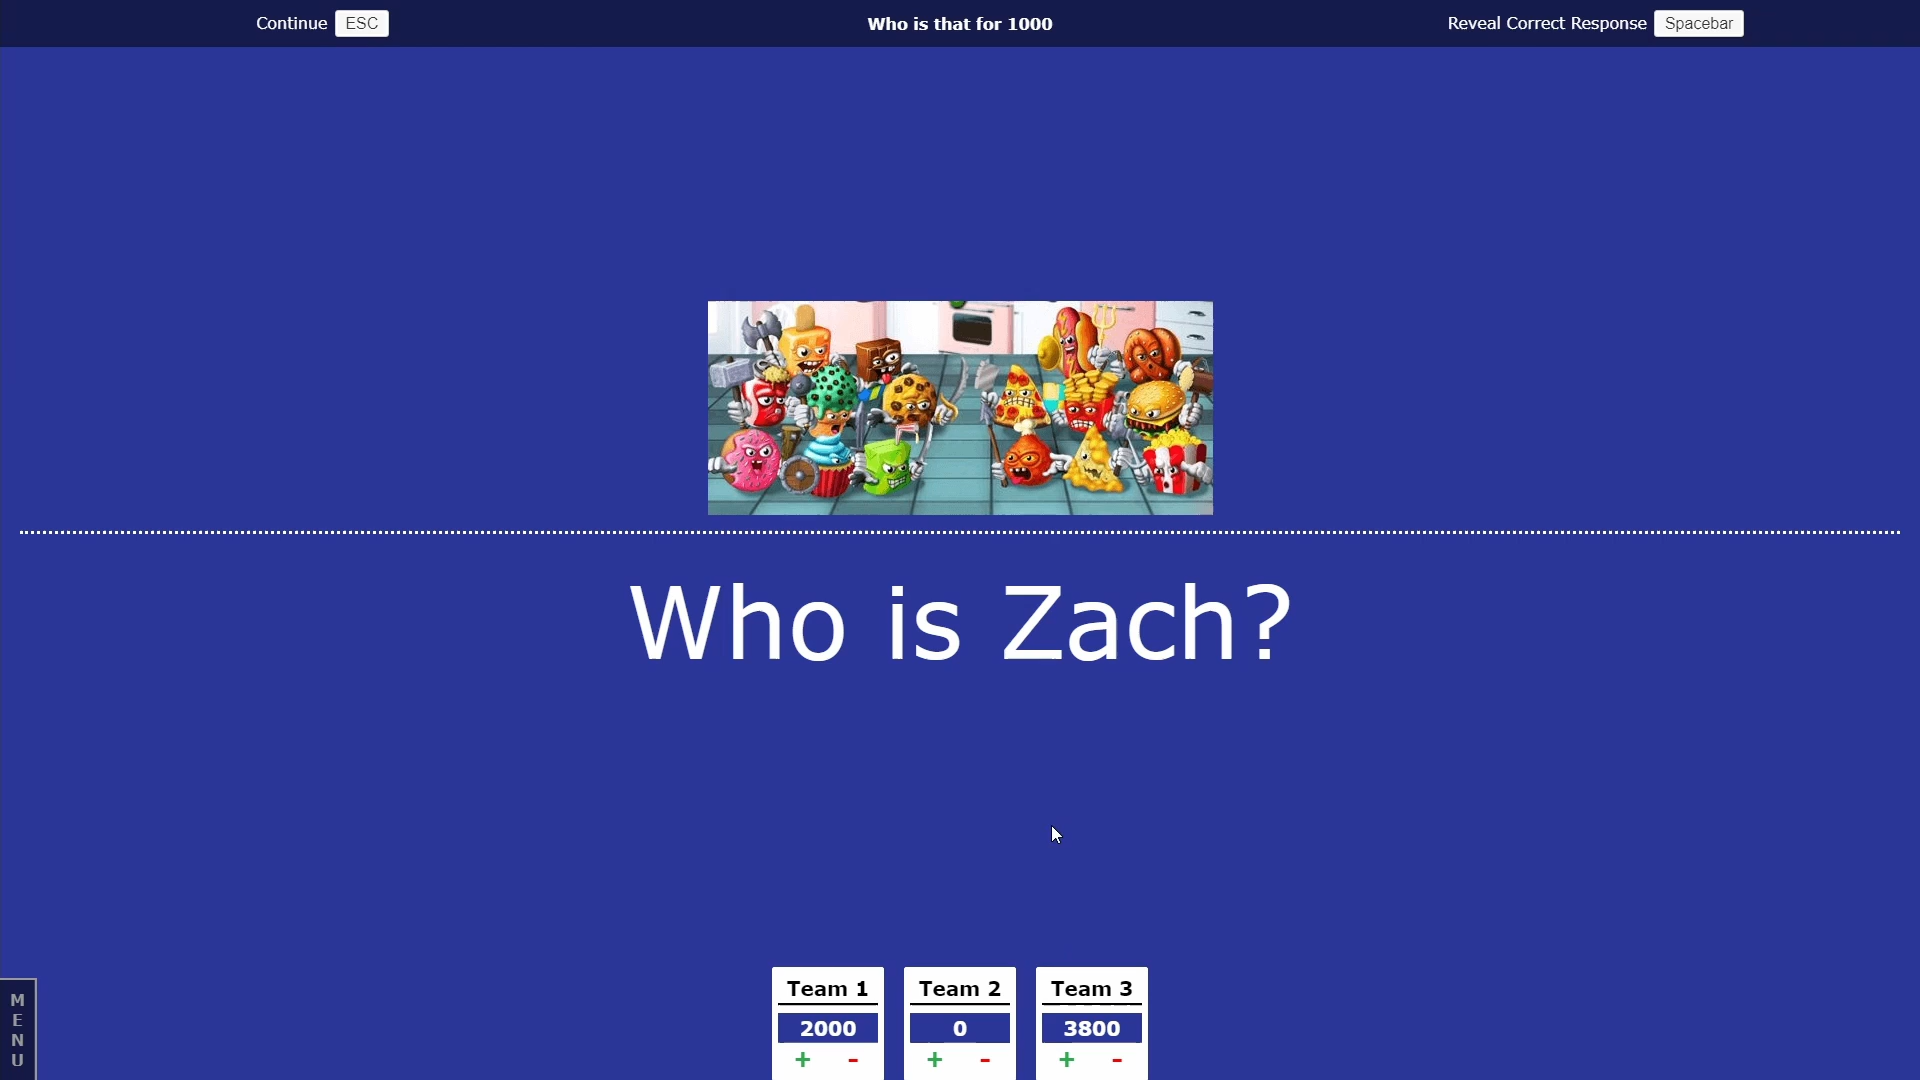 Continue ESC
Who is that for 1000
Reveal Correct Response Spacebar
Who is Zach?
MENU
Team 1 Team 2 Team 3
2000 0 3800
+ - + - + -